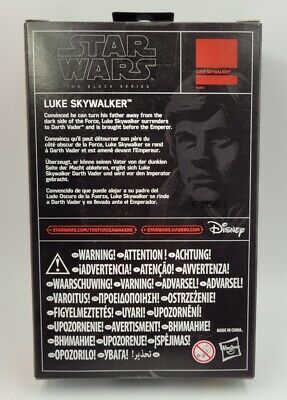 STAR
WARS
THE BLACK SERIES
LUKE SKYWALKER
LUKE SKYWALKER™
Convinced he can turn his father away from the dark
side of the Force, Luke Skywalker surrenders
to Darth Vader and is brought before the Emperor.
Convaincu qu'il peut détourner son père du
côté obscur de la Force, Luke Skywalker se rend
à Darth Vader et est amené devant l'Empereur.
Überzeugt, er könne seinen Vater von der dunklen
Seite der Macht abkehren, ergibt sich Luke
Skywalker Darth Vader und wird vor den Imperator
gebracht.
Convencido de que puede alejar a su padre del
Lado Oscuro de la Fuerza, Luke Skywalker se rinde
a Darth Vader y es llevado ante el Emperador.
STARWARS.COM/THEFORCEAWAKENS
STARWARS.HASBRO.COM
Disney
WARNING! ATTENTION! ACHTUNG!
¡ADVERTENCIA! ATENÇÃO! AVVERTENZA!
WAARSCHUWING! VARNING! ADVARSEL! ADVARSEL!
VAROITUS! ΠΡΟΕΙΔΟΠΟΙΗΣΗ! OSTRZEŻENIE!
FIGYELMEZTETÉS! UYARI! UPOZORNĚNÍ!
UPOZORNENIE! AVERTISMENT! ВНИМАНИЕ!
ВНИМАНИЕ! UPOZORENJE! ĮSPĖJIMAS!
OPOZORILO! УВАГА! تحذير!
MADE IN CHINA.
0-3
Hasbro